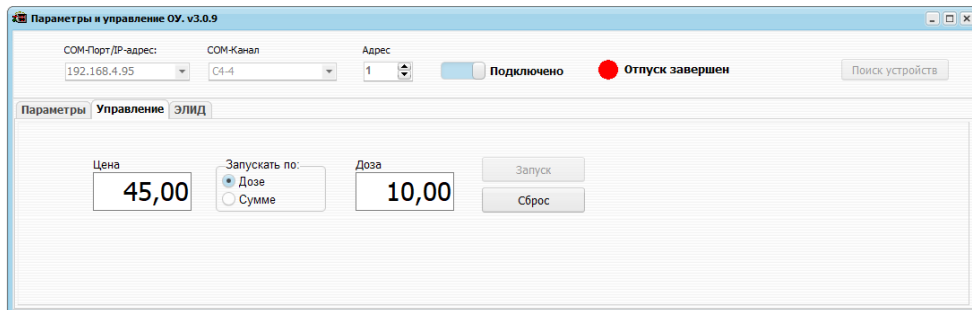 Параметры и управление ОУ. v3.0.9
COM-Порт/IP-адрес:
COM-Канал
Адрес
192.168.4.95
C4-4
1
Подключено
Отпуск завершен
Поиск устройств
Параметры
Управление
ЭЛИД
Цена
Запускать по:
Доза
45,00
Дозе
Сумме
10,00
Запуск
Сброс